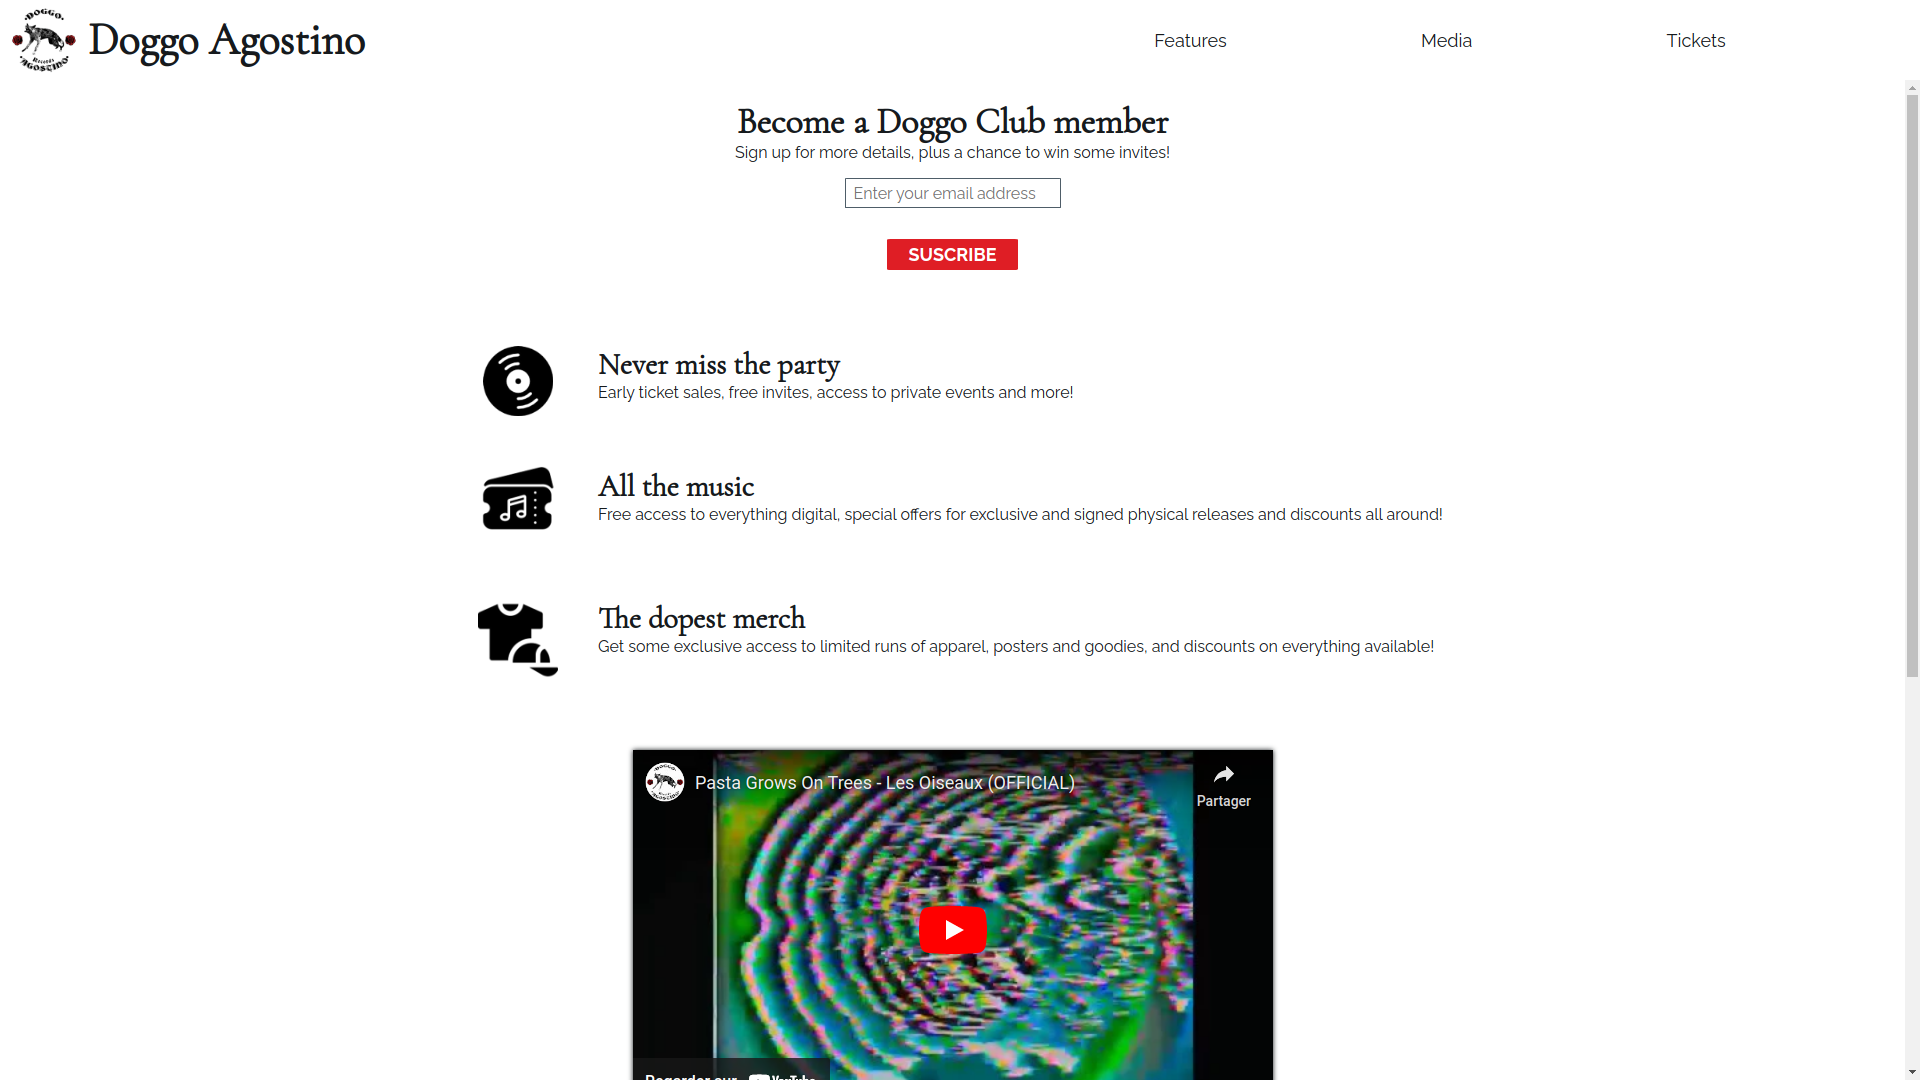 DOGGO
Records
AGOSTINO
Doggo Agostino
Features
Media
Tickets
Become a Doggo Club member
Sign up for more details, plus a chance to win some invites!
Enter your email address
SUSCRIBE
Never miss the party
Early ticket sales, free invites, access to private events and more!
All the music
Free access to everything digital, special offers for exclusive and signed physical releases and discounts all around!
The dopest merch
Get some exclusive access to limited runs of apparel, posters and goodies, and discounts on everything available!
DOGGO
AGOSTINO
Pasta Grows On Trees - Les Oiseaux (OFFICIAL)
Partager
Regarder sur YouTube